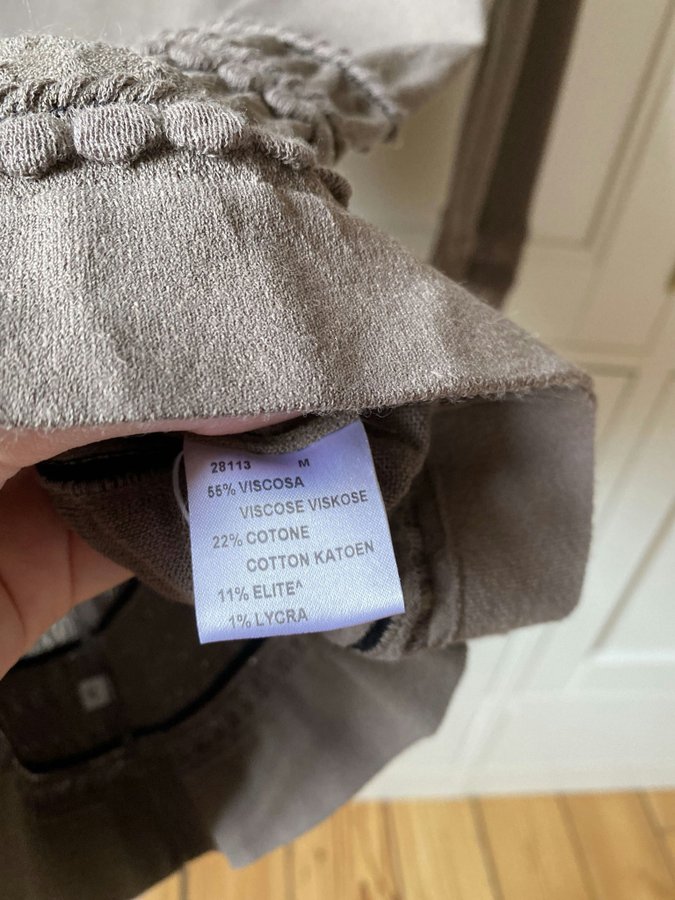 28113 M
55% VISCOSA
VISCOSE VISKOSE
22% COTONE
COTTON KATOEN
11% ELITE^
1% LYCRA